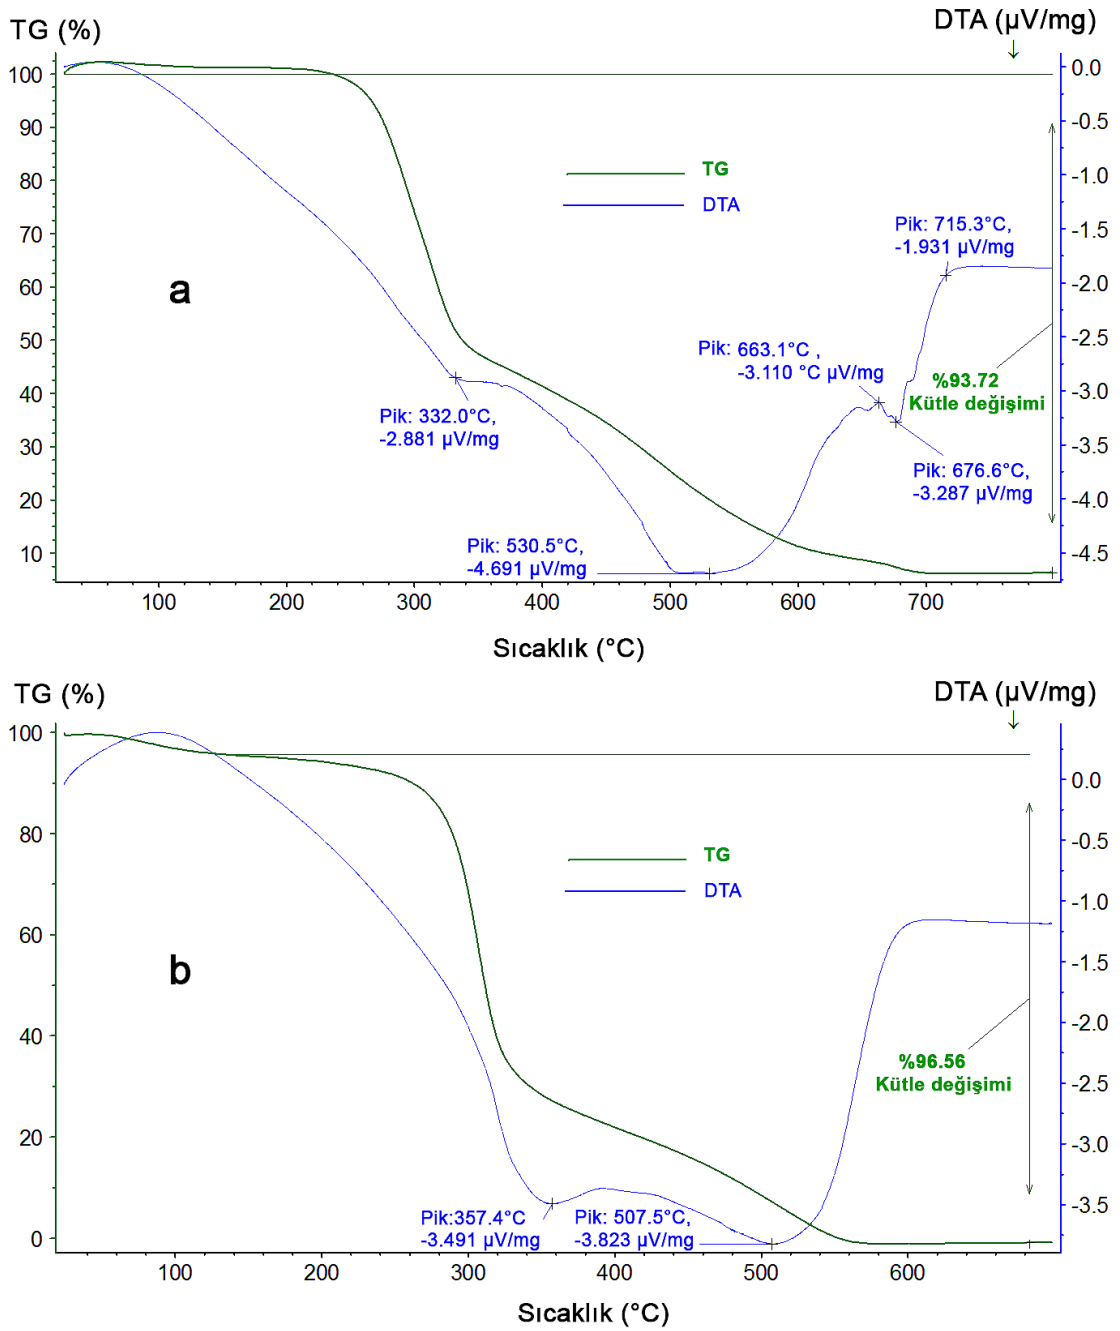 TG (%)
DTA (µV/mg)
↓
100
90
80
70
60
50
40
30
20
10
0.0
-0.5
-1.0
-1.5
-2.0
-2.5
-3.0
-3.5
-4.0
-4.5
TG
DTA
a
Pik: 715.3°C,
-1.931 µV/mg
Pik: 663.1°C ,
-3.110 °C µV/mg
%93.72
Kütle değişimi
Pik: 332.0°C,
-2.881 µV/mg
Pik: 676.6°C
-3.287 µV/mg
Pik: 530.5°C,
-4.691 µV/mg
100
200
300
400
500
600
700
Sıcaklık (°C)
TG (%)
DTA (µV/mg)
↓
100
80
60
40
20
0
0.0
-0.5
-1.0
-1.5
-2.0
-2.5
-3.0
-3.5
TG
DTA
b
%96.56
Kütle değişimi
Pik:357.4°C
-3.491 µV/mg
Pik: 507.5°C,
-3.823 µV/mg
100
200
300
400
500
600
Sıcaklık (°C)